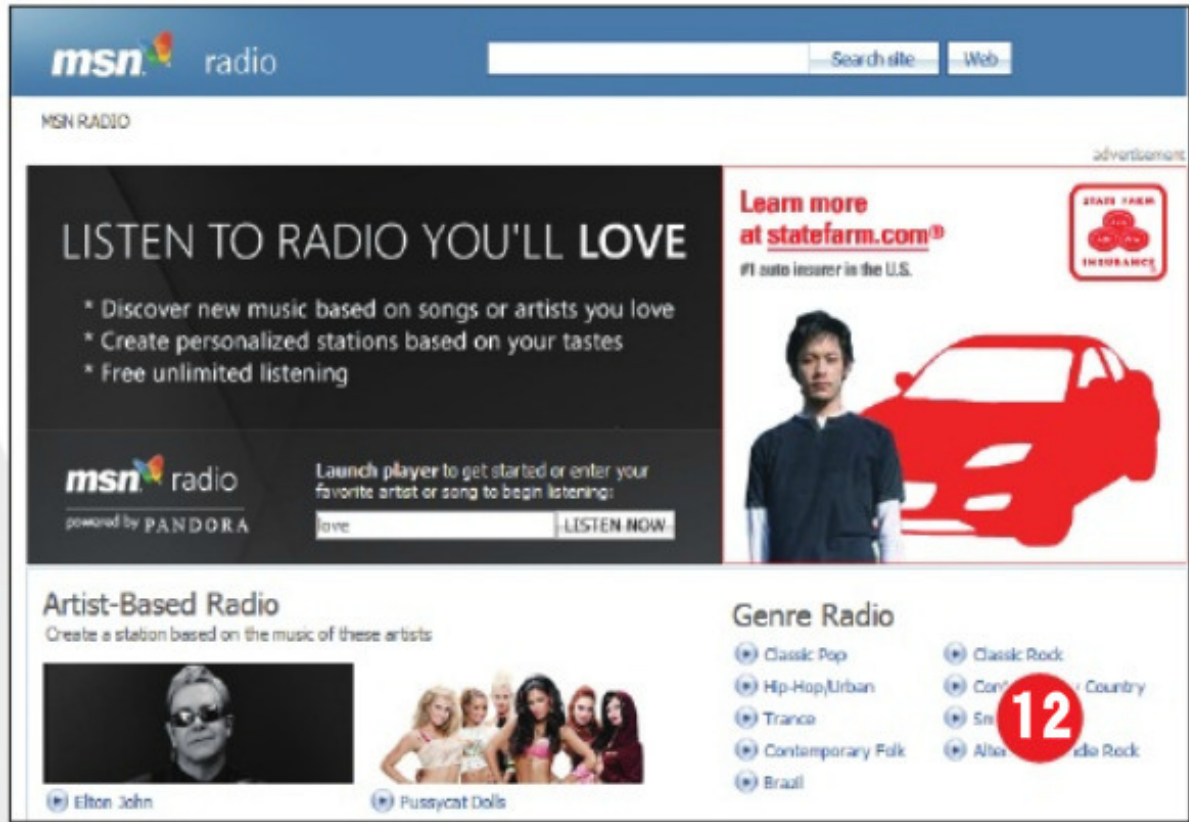 msn radio
Search site
Web
MSN RADIO
advertisement
LISTEN TO RADIO YOU'LL LOVE
* Discover new music based on songs or artists you love
* Create personalized stations based on your tastes
* Free unlimited listening
msn radio
powered by PANDORA
Launch player to get started or enter your
favorite artist or song to begin listening:
love
LISTEN NOW
Learn more
at statefarm.com®
#1 auto insurer in the U.S.
STATE FARM
INSURANCE
Artist-Based Radio
Create a station based on the music of these artists
Elton John
Pussycat Dolls
Genre Radio
Classic Pop
Hip-Hop/Urban
Trance
Contemporary Folk
Brazil
Classic Rock
Country
Rock
12